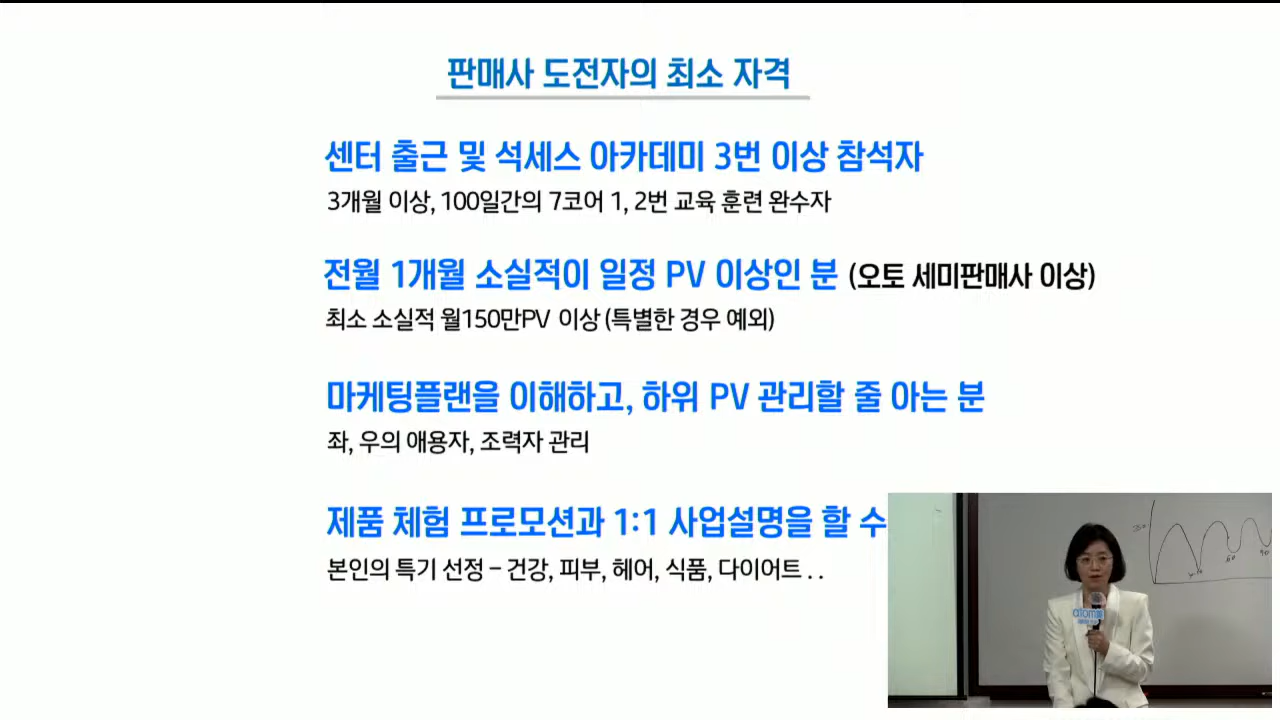 판매사 도전자의 최소 자격
센터 출근 및 석세스 아카데미 3번 이상 참석자
3개월 이상, 100일간의 7코어 1, 2번 교육 훈련 완수자
전월 1개월 소실적이 일정 PV 이상인 분 (오토 세미판매사 이상)
최소 소실적 월150만PV 이상 (특별한 경우 예외)
마케팅플랜을 이해하고, 하위 PV 관리할 줄 아는 분
좌, 우의 애용자, 조력자 관리
제품 체험 프로모션과 1:1 사업설명을 할 수
본인의 특기 선정 – 건강, 피부, 헤어, 식품, 다이어트 . .
atom美